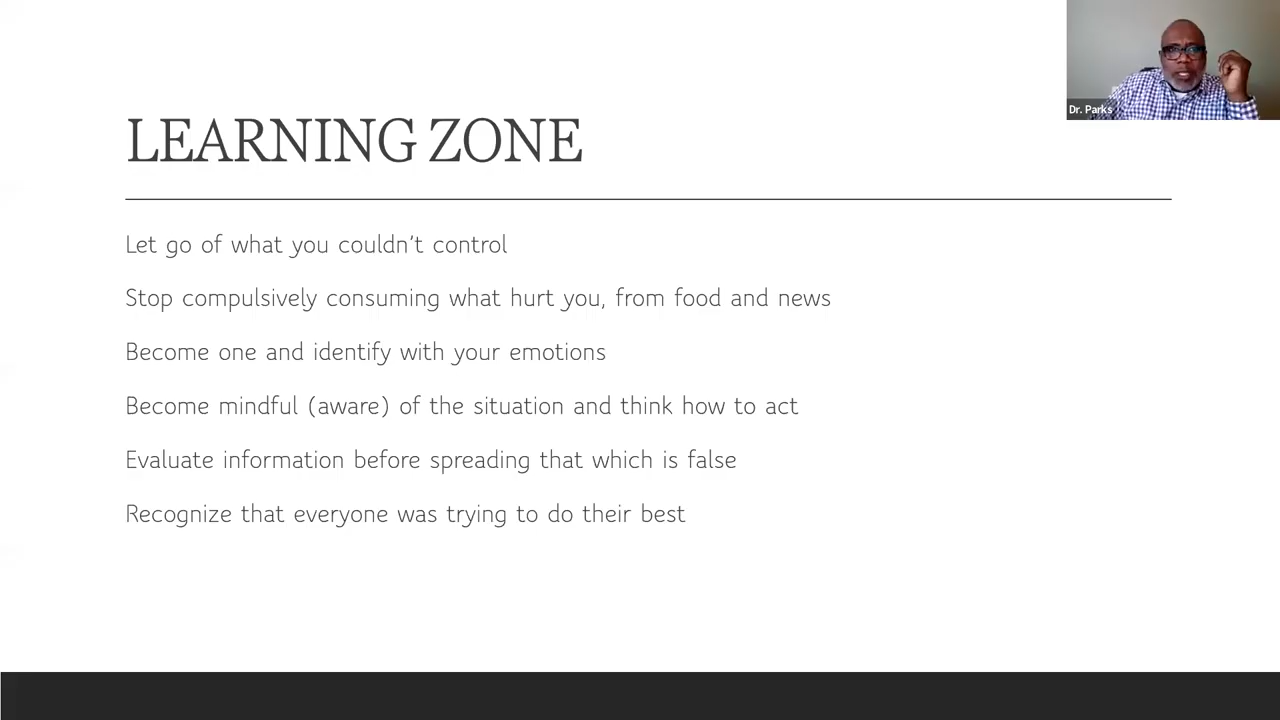 Dr. Parks
LEARNING ZONE
Let go of what you couldn't control
Stop compulsively consuming what hurt you, from food and news
Become one and identify with your emotions
Become mindful (aware) of the situation and think how to act
Evaluate information before spreading that which is false
Recognize that everyone was trying to do their best